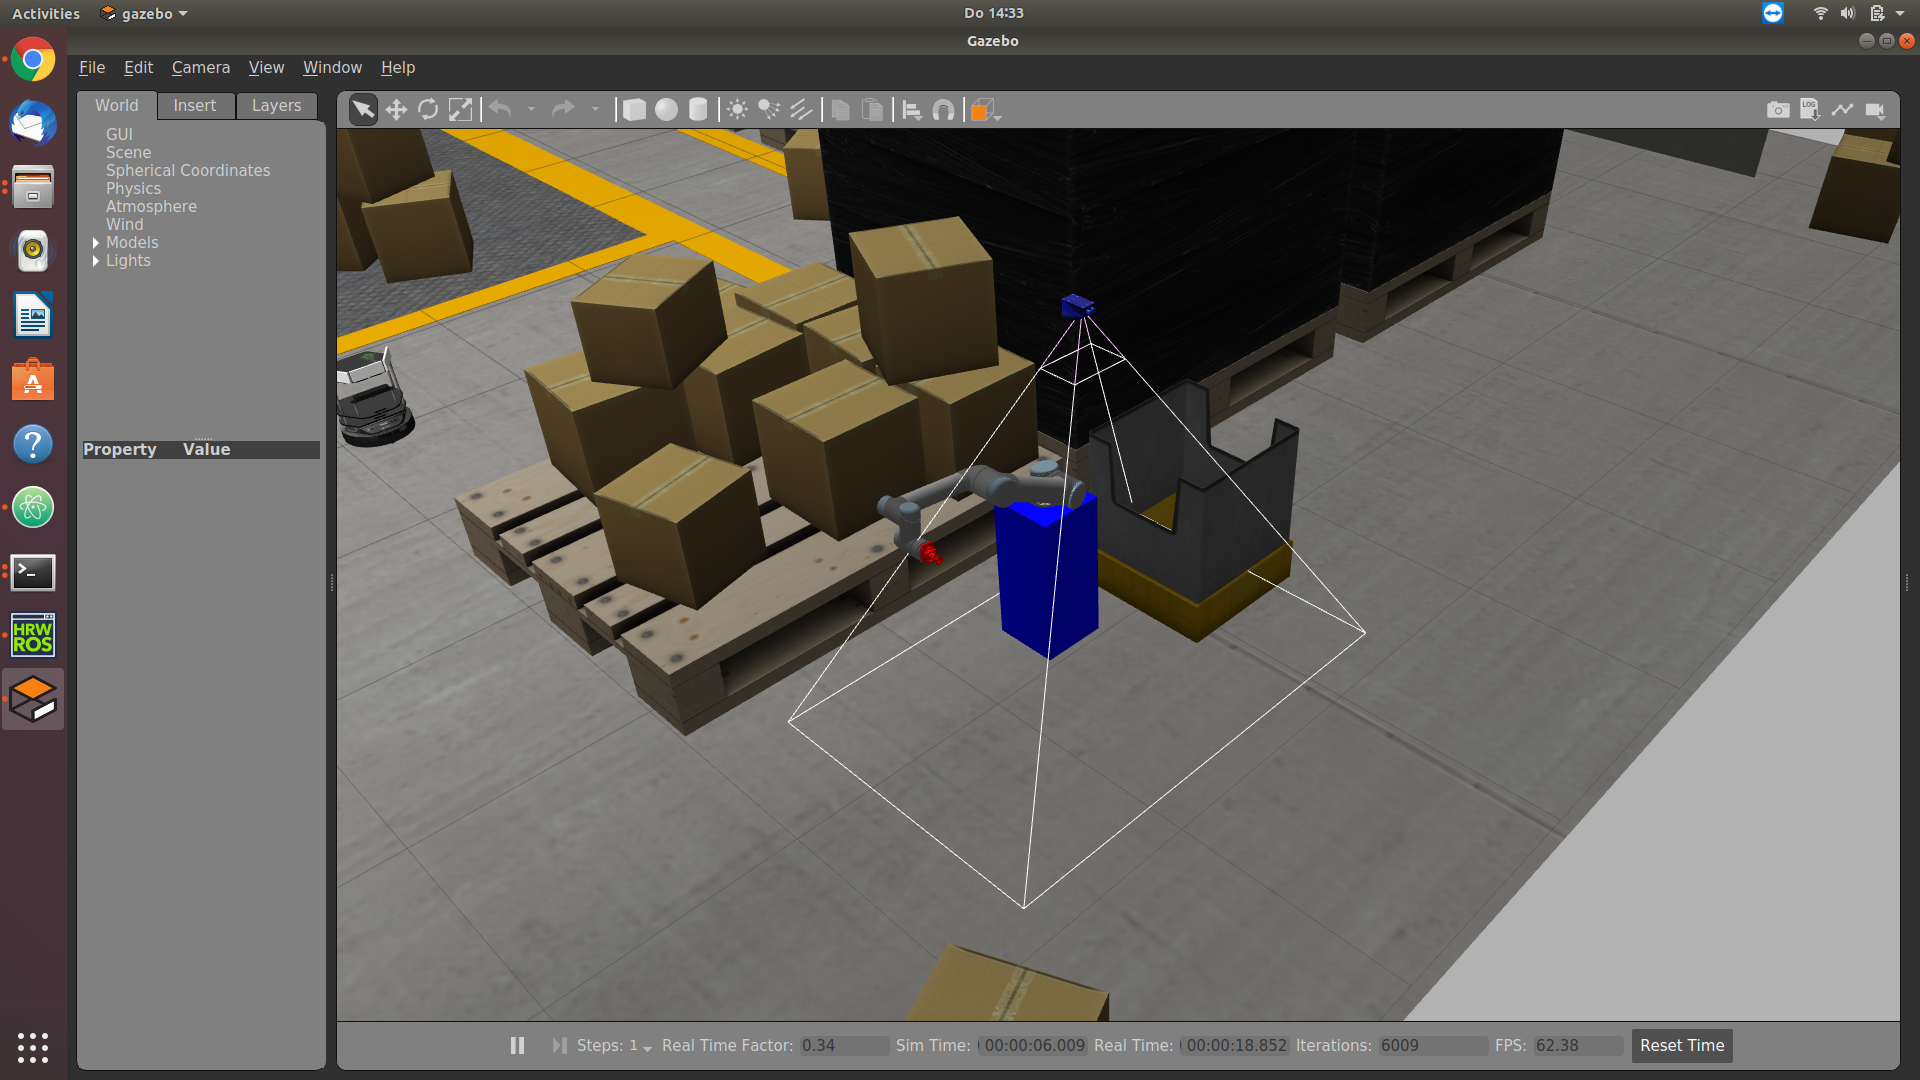 Activities gazebo Do 14:33
Gazebo
File Edit Camera View Window Help
World Insert Layers
GUI
Scene
Spherical Coordinates
Physics
Atmosphere
Wind
Models
Lights
Property Value
LOG
HRW
ROS
Steps: 1 Real Time Factor: 0.34 Sim Time: 00:00:06.009 Real Time: 00:00:18.852 Iterations: 6009 FPS: 62.38 Reset Time